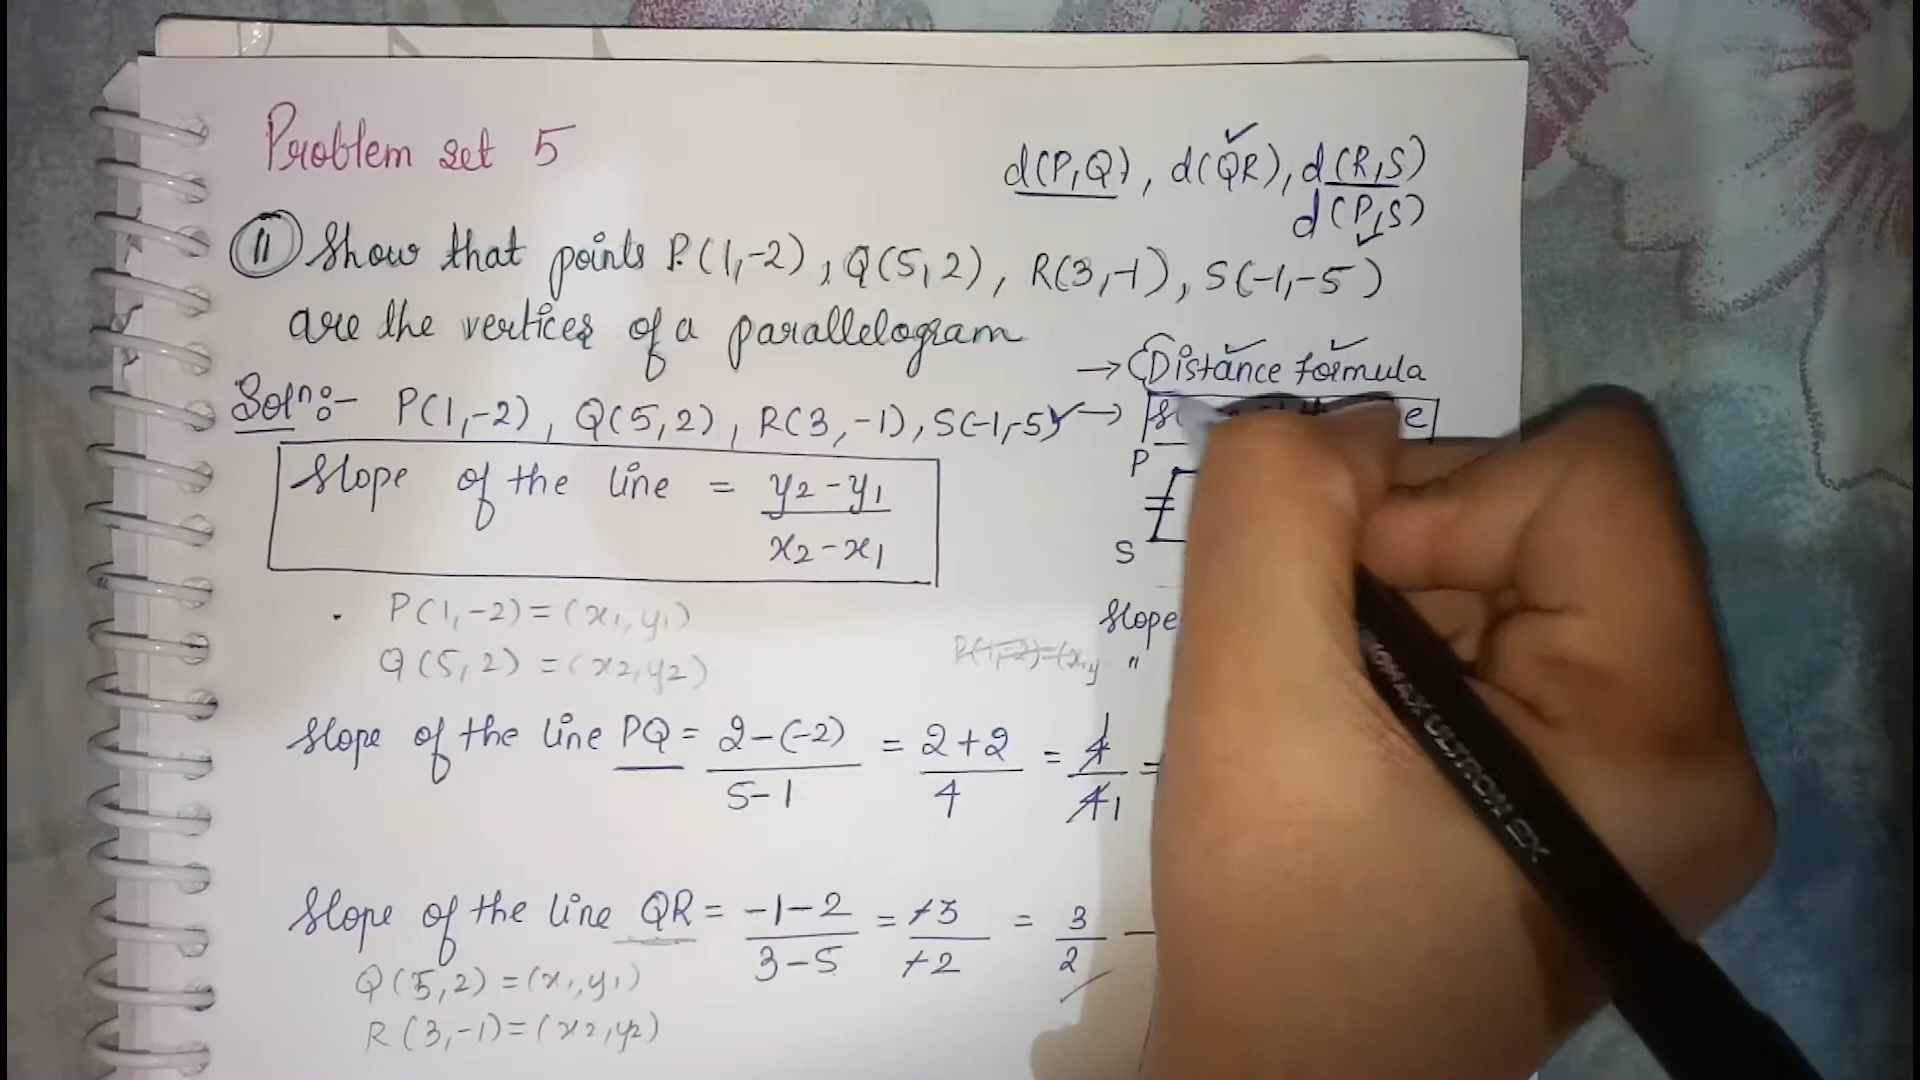 Problem set 5
d(P,Q), d(QR), d(R,S)
d(P,S)
11 Show that points P(1,-2), Q(5,2), R(3,-1), S(-1,-5)
are the vertices of a parallelogram
→ Distance formula
Solⁿ:- P(1,-2), Q(5,2), R(3,-1), S(-1,-5) →
Slope of the line = y2-y1
x2-x1
P
S
P(1,-2)=(x1,y1)
Q(5,2)=(x2,y2)
Slope
"
Slope of the line PQ = 2-(-2) = 2+2 = 4 =
5-1 4 4 1
Slope of the line QR = -1-2 = -3 = 3
3-5 -2 2
Q(5,2)=(x1,y1)
R(3,-1)=(x2,y2)
ROMAX ULTRON 2X